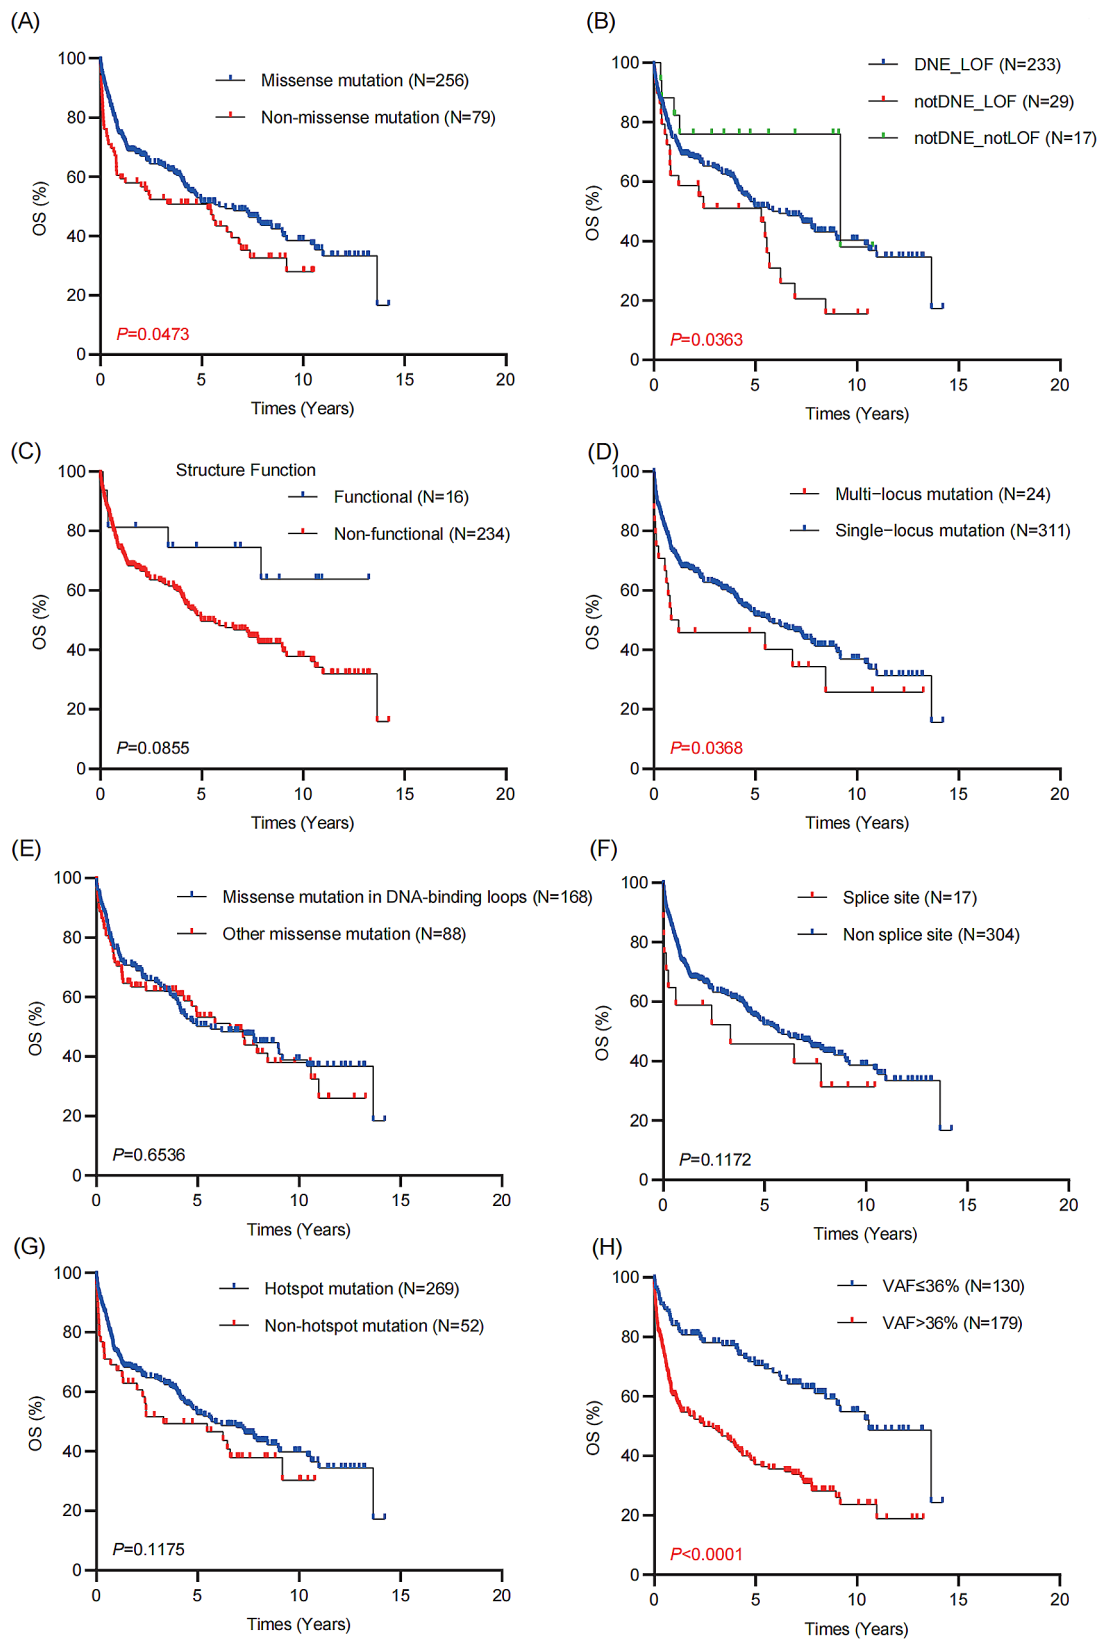 (A)
100
80
60
40
20
0
OS (%)
Missense mutation (N=256)
Non-missense mutation (N=79)
P=0.0473
0 5 10 15 20
Times (Years)
(B)
100
80
60
40
20
0
OS (%)
DNE_LOF (N=233)
notDNE_LOF (N=29)
notDNE_notLOF (N=17)
P=0.0363
0 5 10 15 20
Times (Years)
(C)
100
80
60
40
20
0
OS (%)
Structure Function
Functional (N=16)
Non-functional (N=234)
P=0.0855
0 5 10 15 20
Times (Years)
(D)
100
80
60
40
20
0
OS (%)
Multi-locus mutation (N=24)
Single-locus mutation (N=311)
P=0.0368
0 5 10 15 20
Times (Years)
(E)
100
80
60
40
20
0
OS (%)
Missense mutation in DNA-binding loops (N=168)
Other missense mutation (N=88)
P=0.6536
0 5 10 15 20
Times (Years)
(F)
100
80
60
40
20
0
OS (%)
Splice site (N=17)
Non splice site (N=304)
P=0.1172
0 5 10 15 20
Times (Years)
(G)
100
80
60
40
20
0
OS (%)
Hotspot mutation (N=269)
Non-hotspot mutation (N=52)
P=0.1175
0 5 10 15 20
Times (Years)
(H)
100
80
60
40
20
0
OS (%)
VAF≤36% (N=130)
VAF>36% (N=179)
P<0.0001
0 5 10 15 20
Times (Years)